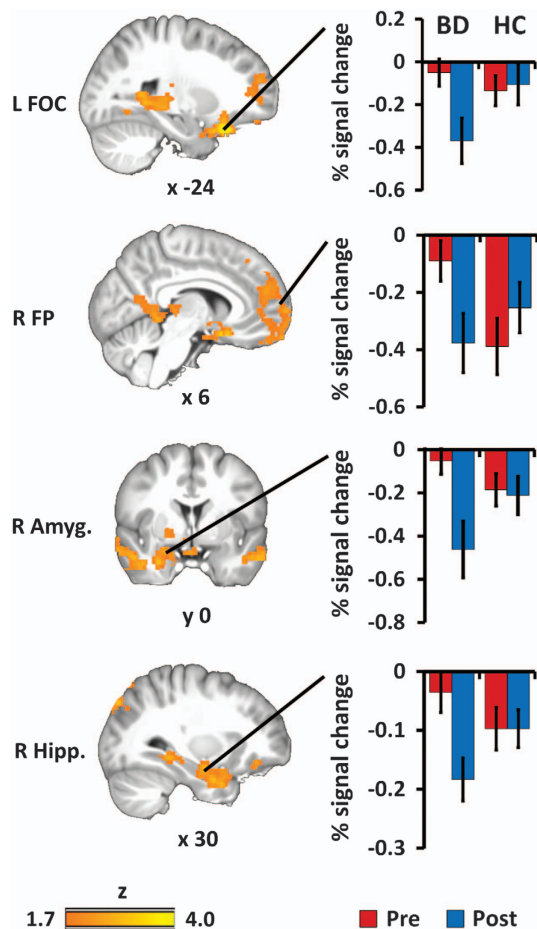 BD HC
L FOC
% signal change
0.2
0
-0.2
-0.4
-0.6
x -24
R FP
% signal change
0
-0.2
-0.4
-0.6
x 6
R Amyg.
% signal change
0
-0.2
-0.4
-0.6
-0.8
y 0
R Hipp.
% signal change
0
-0.1
-0.2
-0.3
x 30
z
1.7 4.0
Pre Post